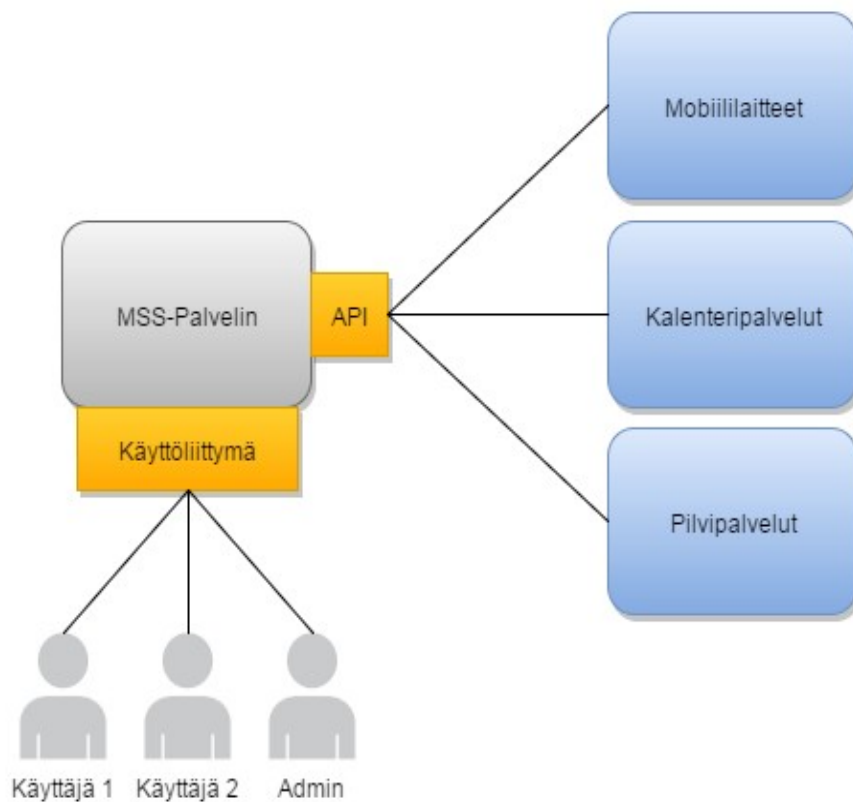 Mobiililaitteet
MSS-Palvelin
API
Kalenteripalvelut
Käyttöliittymä
Pilvipalvelut
Käyttäjä 1
Käyttäjä 2
Admin